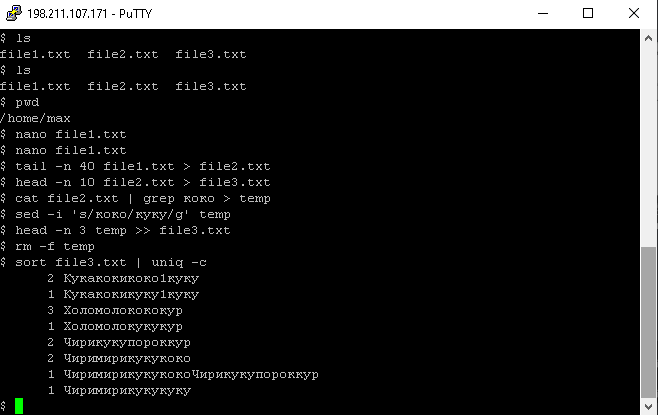 198.211.107.171 - PuTTY
$ ls
file1.txt  file2.txt  file3.txt
$ ls
file1.txt  file2.txt  file3.txt
$ pwd
/home/max
$ nano file1.txt
$ nano file1.txt
$ tail -n 40 file1.txt > file2.txt
$ head -n 10 file2.txt > file3.txt
$ cat file2.txt | grep коко > temp
$ sed -i 's/коко/куку/g' temp
$ head -n 3 temp >> file3.txt
$ rm -f temp
$ sort file3.txt | uniq -c
      2 Кукакокикоко1куку
      1 Кукакокикуку1куку
      3 Холомолокококур
      1 Холомолокукукур
      2 Чирикукупороккур
      2 Чиримирикукукоко
      1 ЧиримирикукукокоЧирикукупороккур
      1 Чиримирикукукуку
$